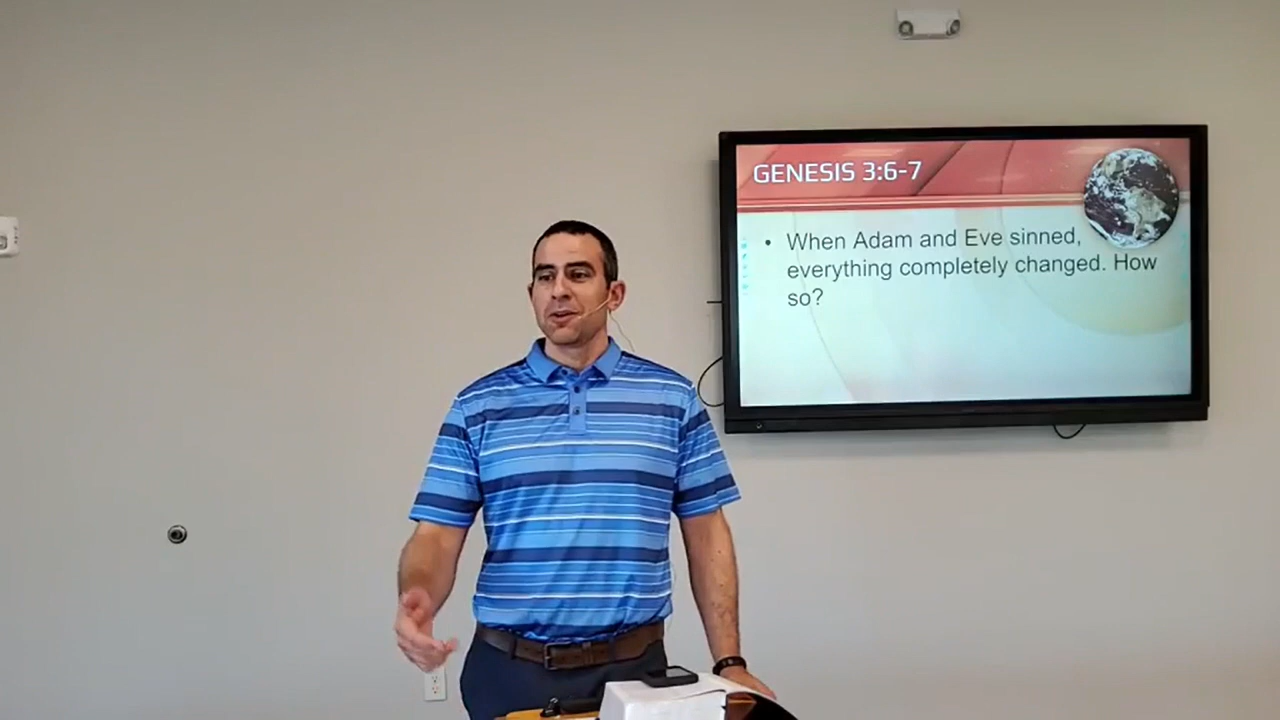 GENESIS 3:6-7
• When Adam and Eve sinned,
everything completely changed. How
so?